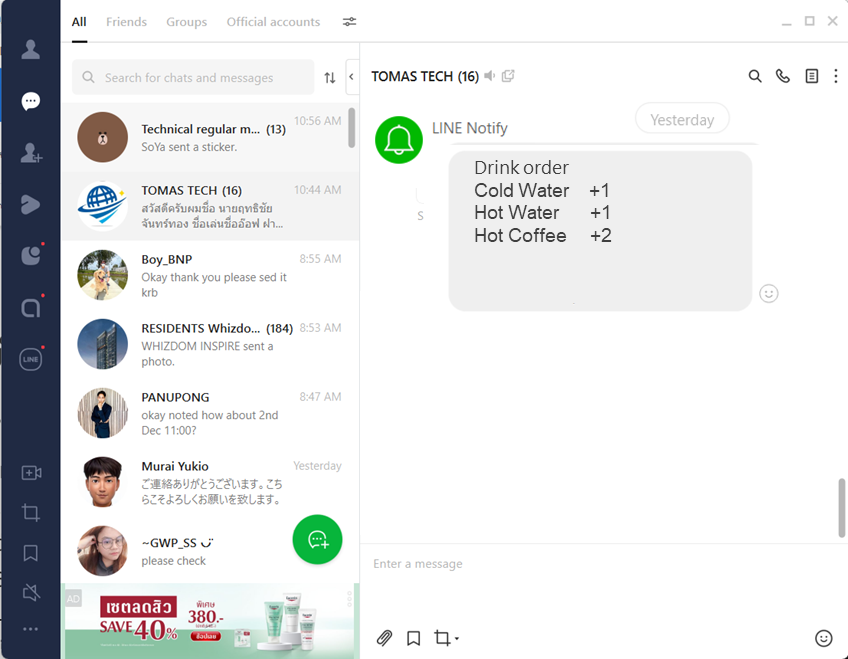 All Friends Groups Official accounts
Search for chats and messages
Technical regular m... (13) 10:56 AM
SoYa sent a sticker.
TOMAS TECH (16) 10:44 AM
สวัสดีครับผมชื่อ นายฤทธิชัย
จันทร์ทอง ชื่อเล่นชื่ออ๊อฟ ฝา...
Boy_BNP 8:55 AM
Okay thank you please sed it
krb
RESIDENTS Whizdo... (184) 8:53 AM
WHIZDOM INSPIRE sent a
photo.
PANUPONG 8:47 AM
okay noted how about 2nd
Dec 11:00?
Murai Yukio Yesterday
ご連絡ありがとうございます。こち
らこそよろしくお願いを致します。
~GWP_SS
please check
LINE
AD
เซตลดสิว
SAVE 40%
พิเศษ
380.-
ช้อปเลย
TOMAS TECH (16)
Yesterday
LINE Notify
Drink order
Cold Water +1
Hot Water +1
Hot Coffee +2
S
Enter a message